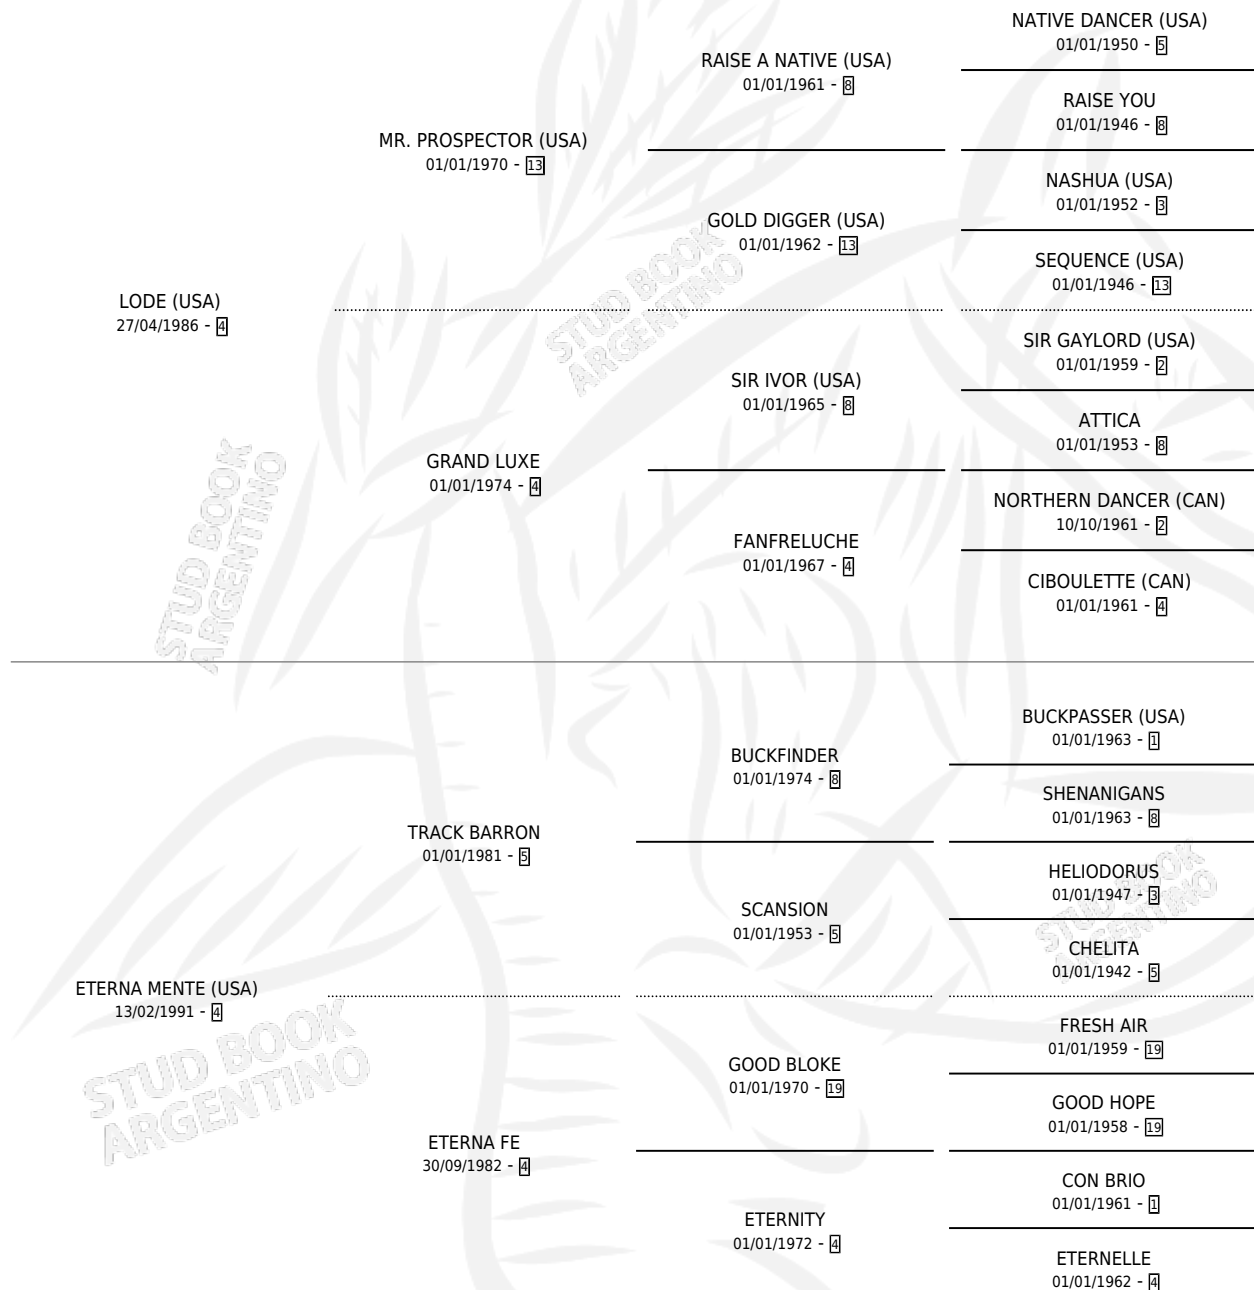 NATIVE DANCER (USA)
01/01/1950 - 5
RAISE A NATIVE (USA)
01/01/1961 - 8
RAISE YOU
01/01/1946 - 8
MR. PROSPECTOR (USA)
01/01/1970 - 13
NASHUA (USA)
01/01/1952 - 3
GOLD DIGGER (USA)
01/01/1962 - 13
SEQUENCE (USA)
01/01/1946 - 13
STUD BOOK
ARGENTINO
LODE (USA)
27/04/1986 - 4
SIR GAYLORD (USA)
01/01/1959 - 2
SIR IVOR (USA)
01/01/1965 - 8
ATTICA
01/01/1953 - 8
GRAND LUXE
01/01/1974 - 4
NORTHERN DANCER (CAN)
10/10/1961 - 2
FANFRELUCHE
01/01/1967 - 4
CIBOULETTE (CAN)
01/01/1961 - 4
STUD BOOK
ARGENTINO
BUCKPASSER (USA)
01/01/1963 - 1
BUCKFINDER
01/01/1974 - 8
SHENANIGANS
01/01/1963 - 8
TRACK BARRON
01/01/1981 - 5
HELIODORUS
01/01/1947 - 3
SCANSION
01/01/1953 - 5
CHELITA
01/01/1942 - 5
STUD BOOK
ARGENTINO
ETERNA MENTE (USA)
13/02/1991 - 4
FRESH AIR
01/01/1959 - 19
GOOD BLOKE
01/01/1970 - 19
GOOD HOPE
01/01/1958 - 19
STUD BOOK
ARGENTINO
ETERNA FE
30/09/1982 - 4
CON BRIO
01/01/1961 - 1
ETERNITY
01/01/1972 - 4
ETERNELLE
01/01/1962 - 4